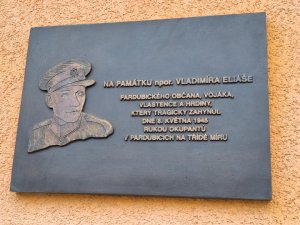 NA PAMÁTKU npor. VLADIMÍRA ELIÁŠE
PARDUBICKÉHO OBČANA, VOJÁKA,
VLASTENCE A HRDINY,
KTERÝ TRAGICKY ZAHYNUL
DNE 8. KVĚTNA 1945
RUKOU OKUPANTŮ
V PARDUBICÍCH NA TŘÍDĚ MÍRU